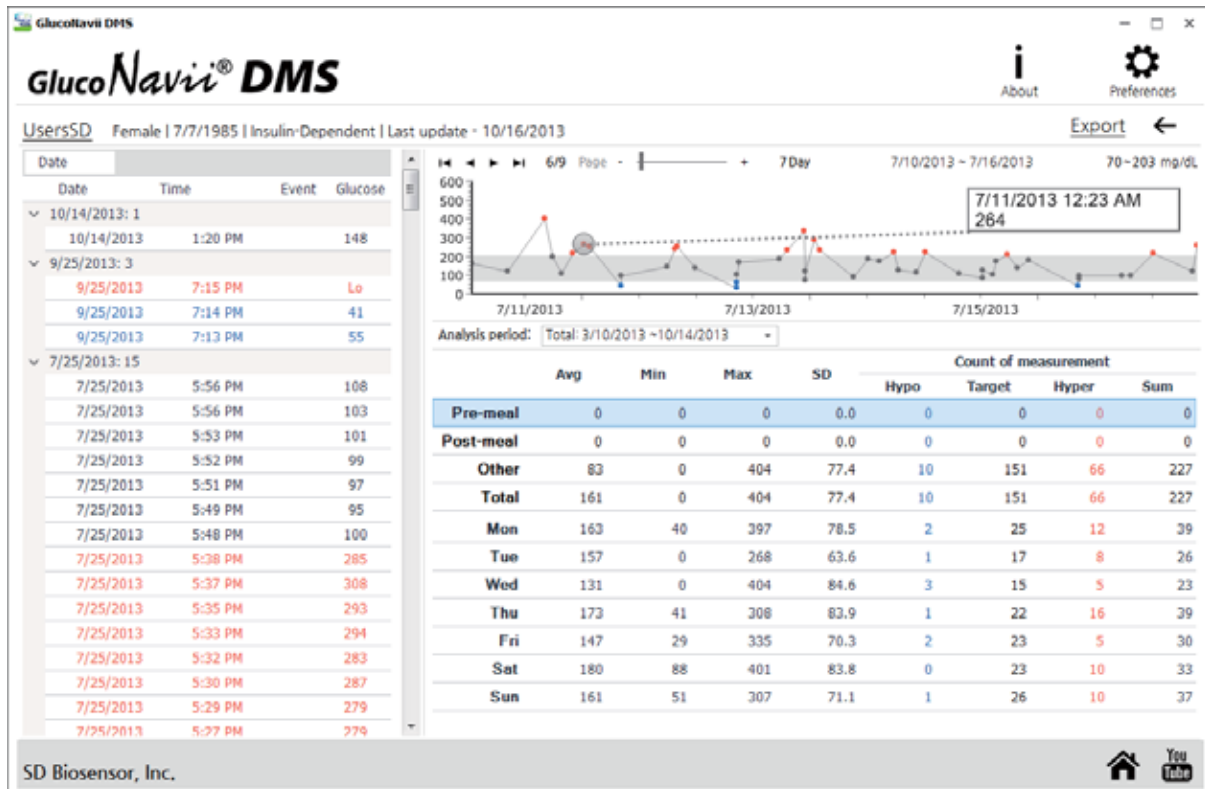 GlucoNavii DMS
GlucoNavii® DMS
About
Preferences
UsersSD Female | 7/7/1985 | Insulin-Dependent | Last update - 10/16/2013
Export
Date
Date Time Event Glucose
10/14/2013: 1
10/14/2013 1:20 PM 148
9/25/2013: 3
9/25/2013 7:15 PM Lo
9/25/2013 7:14 PM 41
9/25/2013 7:13 PM 55
7/25/2013: 15
7/25/2013 5:56 PM 108
7/25/2013 5:56 PM 103
7/25/2013 5:53 PM 101
7/25/2013 5:52 PM 99
7/25/2013 5:51 PM 97
7/25/2013 5:49 PM 95
7/25/2013 5:48 PM 100
7/25/2013 5:38 PM 285
7/25/2013 5:37 PM 308
7/25/2013 5:35 PM 293
7/25/2013 5:33 PM 294
7/25/2013 5:32 PM 283
7/25/2013 5:30 PM 287
7/25/2013 5:29 PM 279
7/25/2013 5:27 PM 279
6/9 Page - + 7 Day 7/10/2013 ~ 7/16/2013 70~203 mg/dL
600
500
400
300
200
100
0
7/11/2013 12:23 AM
264
7/11/2013 7/13/2013 7/15/2013
Analysis period: Total: 3/10/2013 ~10/14/2013
Count of measurement
Avg Min Max SD Hypo Target Hyper Sum
Pre-meal 0 0 0 0.0 0 0 0 0
Post-meal 0 0 0 0.0 0 0 0 0
Other 83 0 404 77.4 10 151 66 227
Total 161 0 404 77.4 10 151 66 227
Mon 163 40 397 78.5 2 25 12 39
Tue 157 0 268 63.6 1 17 8 26
Wed 131 0 404 84.6 3 15 5 23
Thu 173 41 308 83.9 1 22 16 39
Fri 147 29 335 70.3 2 23 5 30
Sat 180 88 401 83.8 0 23 10 33
Sun 161 51 307 71.1 1 26 10 37
SD Biosensor, Inc.
You
Tube